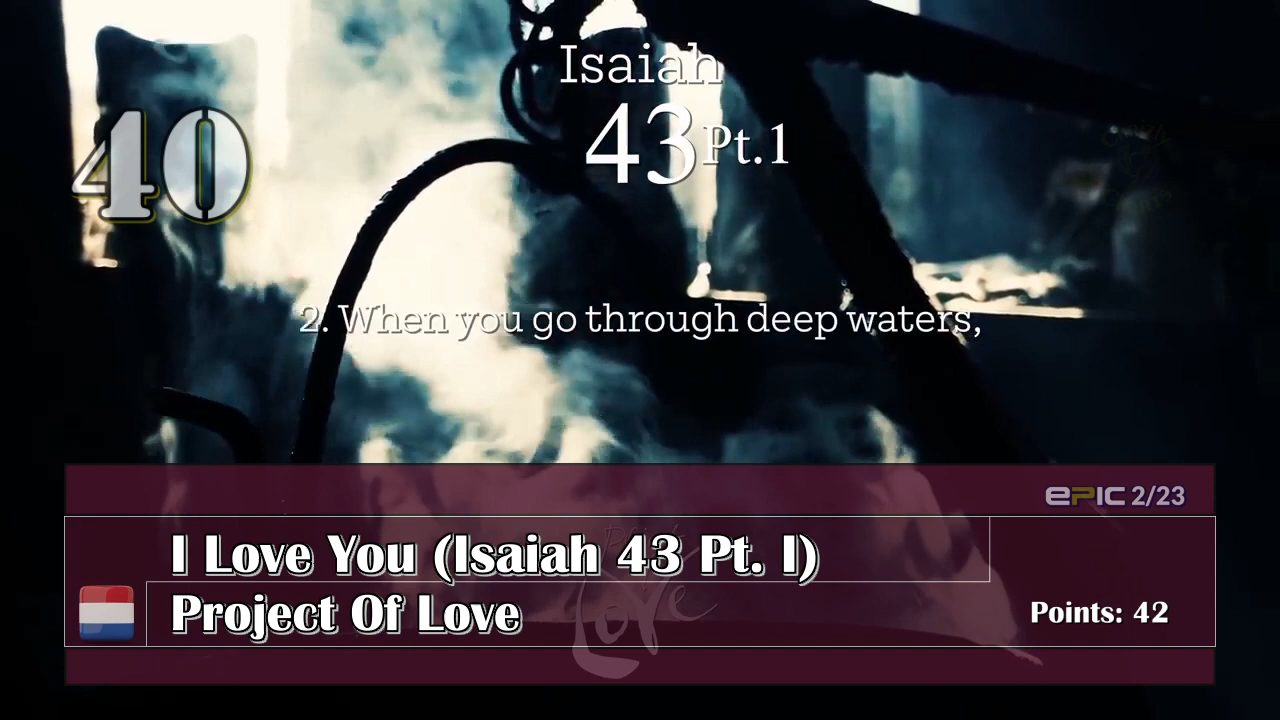 Isaiah
43 Pt.1
40
2. When you go through deep waters,
EPIC 2/23
I Love You (Isaiah 43 Pt. I)
Project Of Love
Points: 42
Love